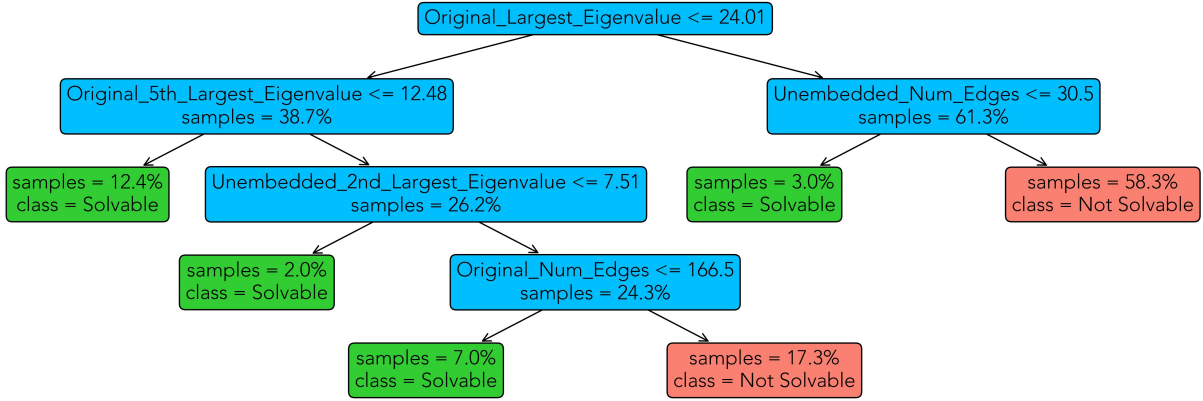 Original_Largest_Eigenvalue <= 24.01
Original_5th_Largest_Eigenvalue <= 12.48
samples = 38.7%
Unembedded_Num_Edges <= 30.5
samples = 61.3%
samples = 12.4%
class = Solvable
Unembedded_2nd_Largest_Eigenvalue <= 7.51
samples = 26.2%
samples = 3.0%
class = Solvable
samples = 58.3%
class = Not Solvable
samples = 2.0%
class = Solvable
Original_Num_Edges <= 166.5
samples = 24.3%
samples = 7.0%
class = Solvable
samples = 17.3%
class = Not Solvable